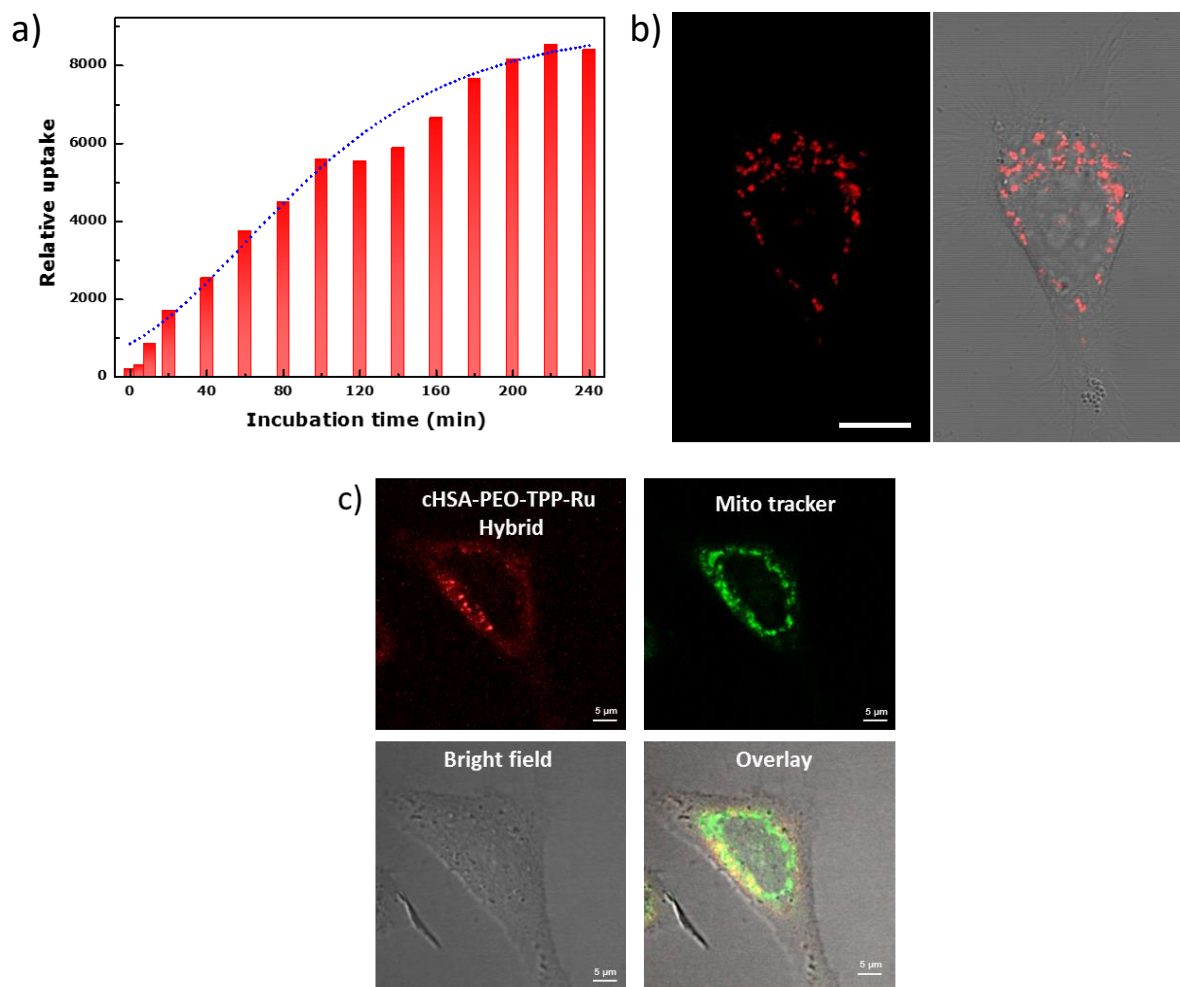 a)
Relative uptake
8000
6000
4000
2000
0
0 40 80 120 160 200 240
Incubation time (min)
b)
c)
cHSA-PEO-TPP-Ru
Hybrid
5 µm
Mito tracker
5 µm
Bright field
5 µm
Overlay
5 µm